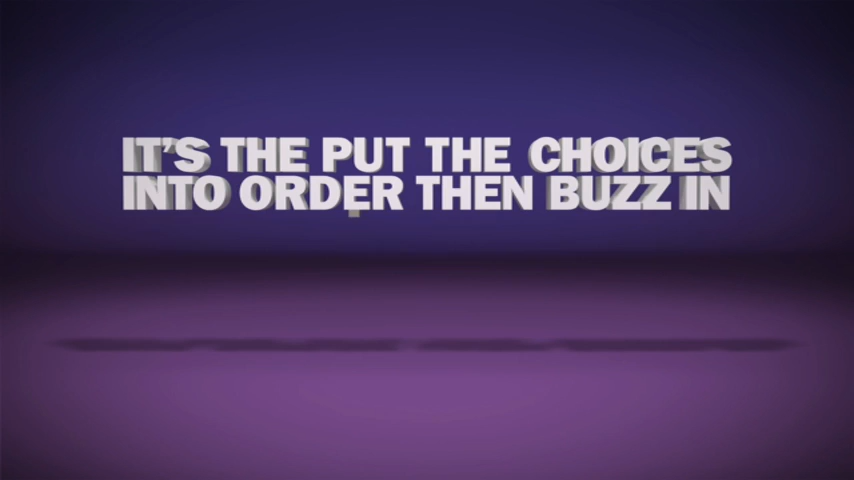 IT'S THE PUT THE CHOICES
INTO ORDER THEN BUZZ IN